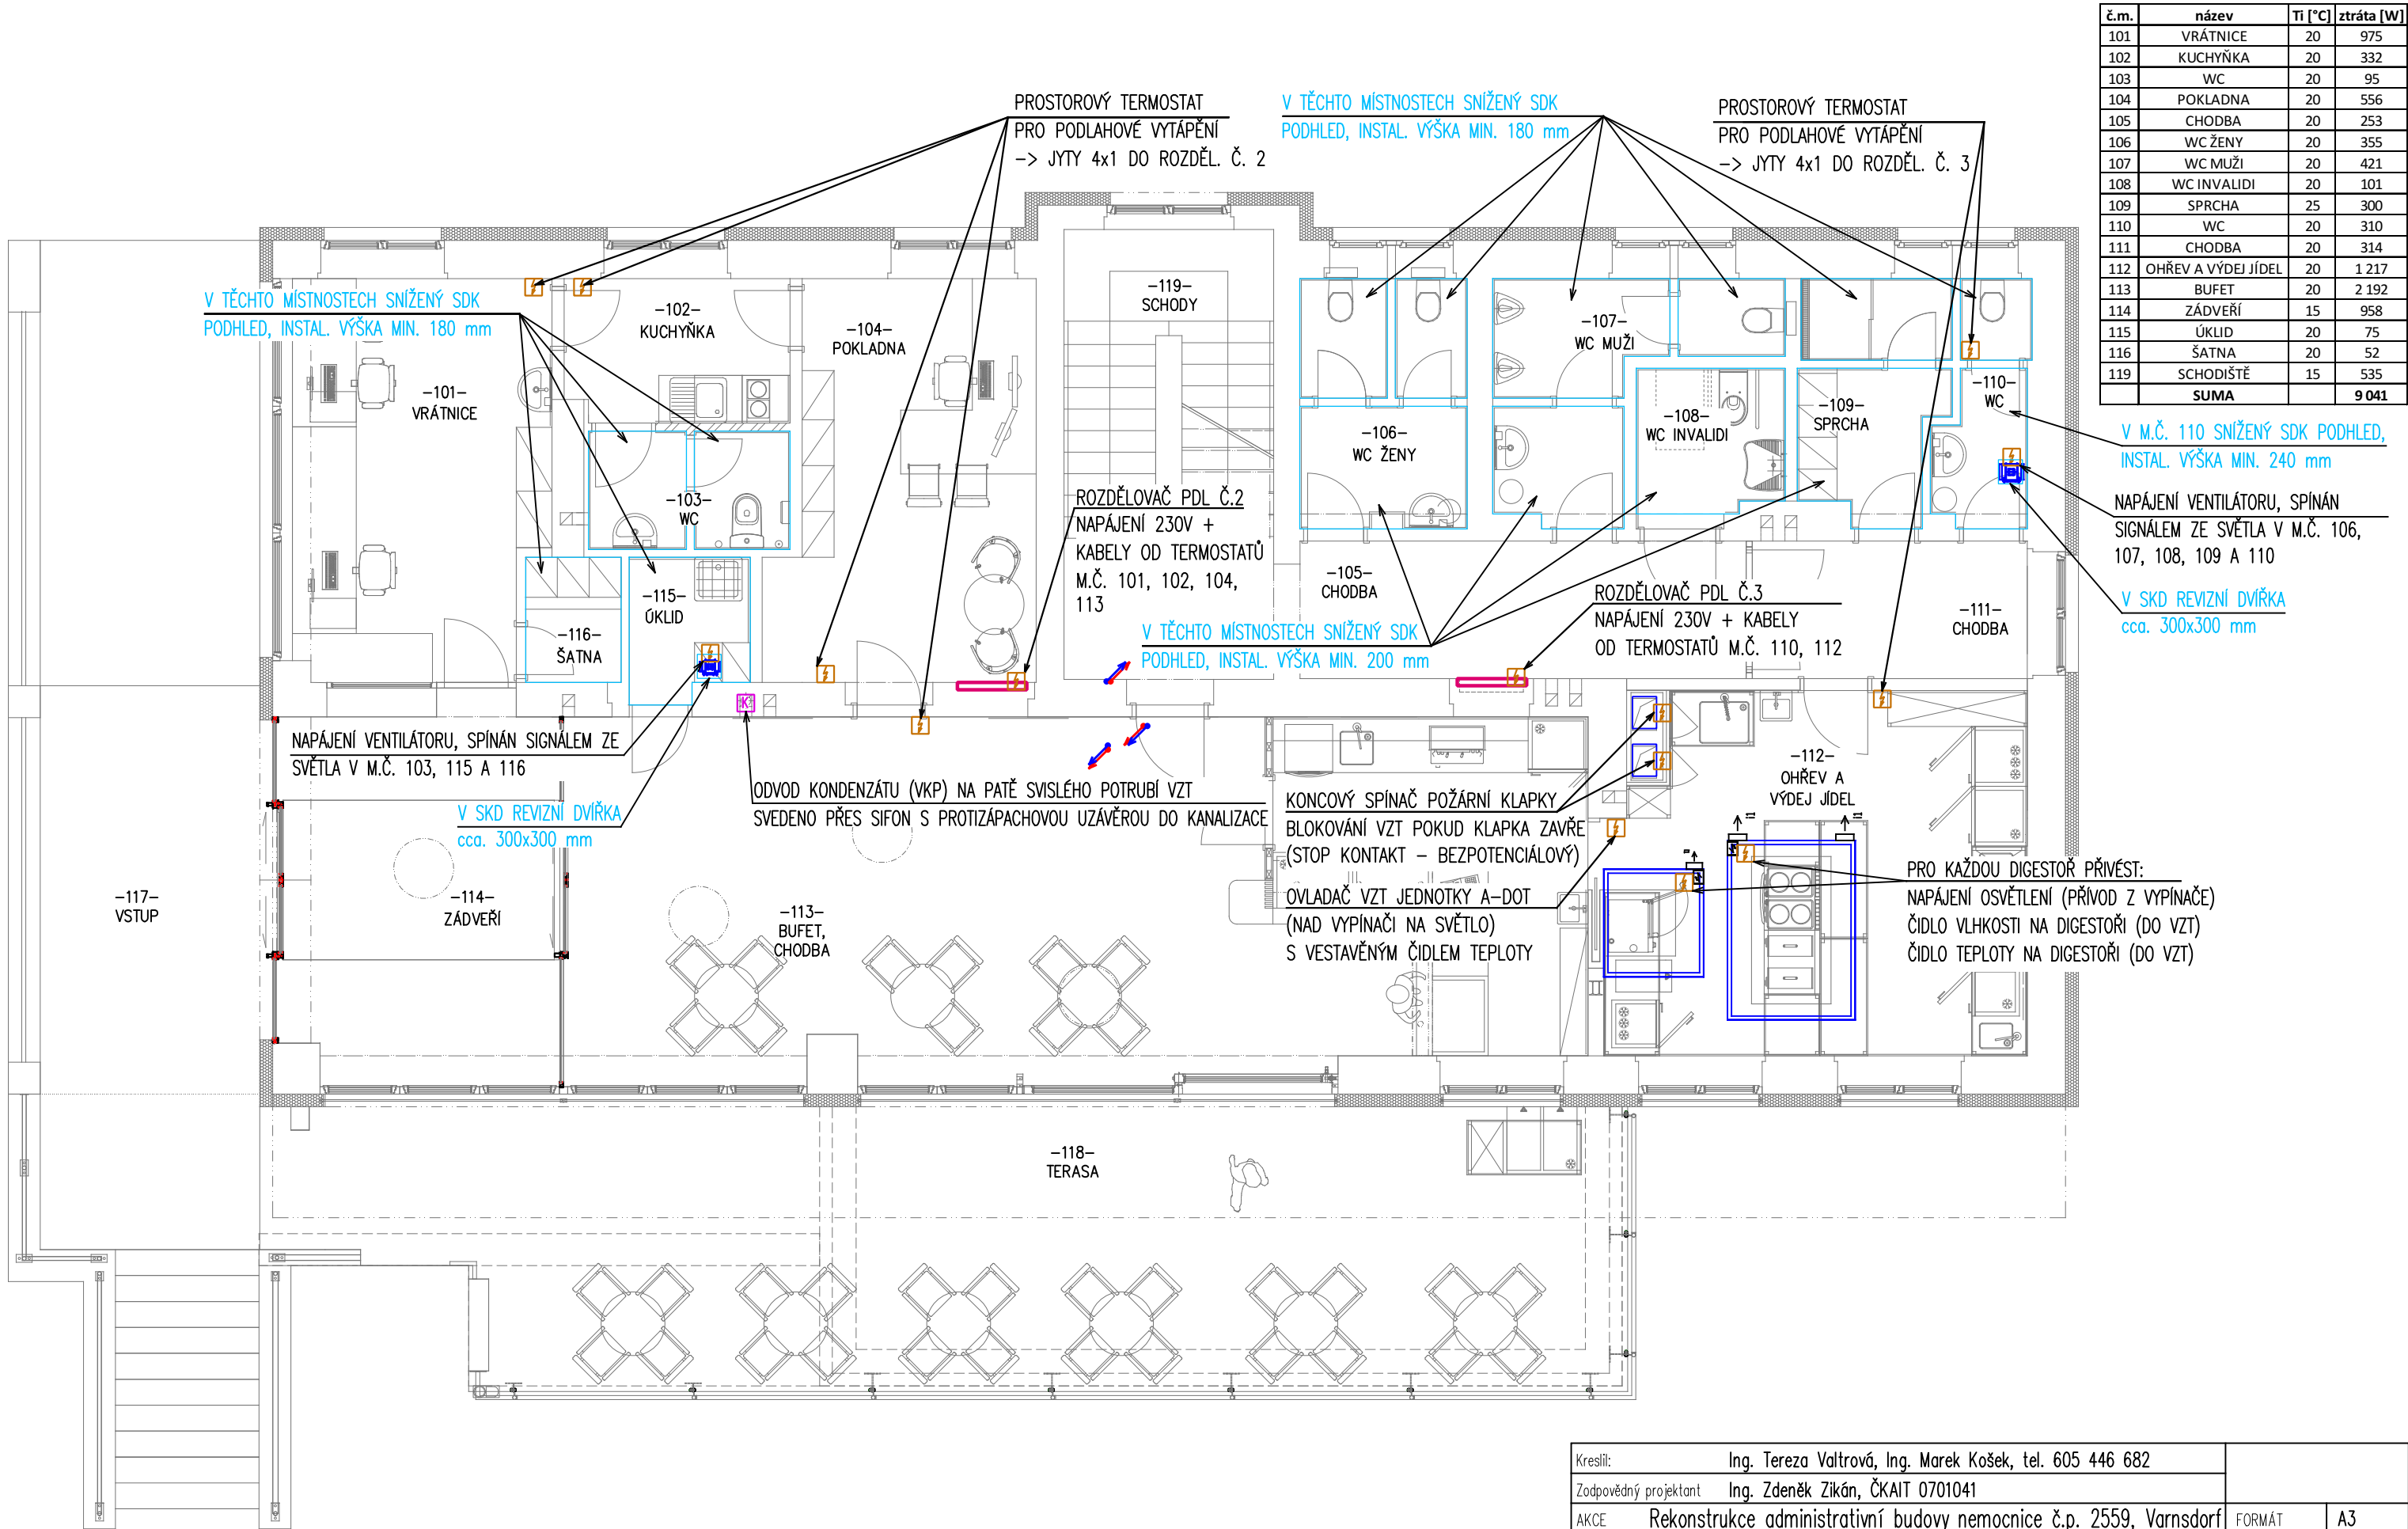 č.m. název Ti [°C] ztráta [W]
101 VRÁTNICE 20 975
102 KUCHYŇKA 20 332
103 WC 20 95
104 POKLADNA 20 556
105 CHODBA 20 253
106 WC ŽENY 20 355
107 WC MUŽI 20 421
108 WC INVALIDI 20 101
109 SPRCHA 25 300
110 WC 20 310
111 CHODBA 20 314
112 OHŘEV A VÝDEJ JÍDEL 20 1 217
113 BUFET 20 2 192
114 ZÁDVEŘÍ 15 958
115 ÚKLID 20 75
116 ŠATNA 20 52
119 SCHODIŠTĚ 15 535
SUMA 9 041
PROSTOROVÝ TERMOSTAT
PRO PODLAHOVÉ VYTÁPĚNÍ
-> JYTY 4x1 DO ROZDĚL. Č. 2
V TĚCHTO MÍSTNOSTECH SNÍŽENÝ SDK
PODHLED, INSTAL. VÝŠKA MIN. 180 mm
PROSTOROVÝ TERMOSTAT
PRO PODLAHOVÉ VYTÁPĚNÍ
-> JYTY 4x1 DO ROZDĚL. Č. 3
V TĚCHTO MÍSTNOSTECH SNÍŽENÝ SDK
PODHLED, INSTAL. VÝŠKA MIN. 180 mm
-101-
VRÁTNICE
-102-
KUCHYŇKA
-104-
POKLADNA
-119-
SCHODY
-107-
WC MUŽI
-106-
WC ŽENY
-108-
WC INVALIDI
-109-
SPRCHA
-110-
WC
V M.Č. 110 SNÍŽENÝ SDK PODHLED,
INSTAL. VÝŠKA MIN. 240 mm
NAPÁJENÍ VENTILÁTORU, SPÍNÁN
SIGNÁLEM ZE SVĚTLA V M.Č. 106,
107, 108, 109 A 110
V SKD REVIZNÍ DVÍŘKA
cca. 300x300 mm
-103-
WC
ROZDĚLOVAČ PDL Č.2
NAPÁJENÍ 230V +
KABELY OD TERMOSTATŮ
M.Č. 101, 102, 104,
113
-105-
CHODBA
ROZDĚLOVAČ PDL Č.3
NAPÁJENÍ 230V + KABELY
OD TERMOSTATŮ M.Č. 110, 112
-111-
CHODBA
-115-
ÚKLID
-116-
ŠATNA
V TĚCHTO MÍSTNOSTECH SNÍŽENÝ SDK
PODHLED, INSTAL. VÝŠKA MIN. 200 mm
K
NAPÁJENÍ VENTILÁTORU, SPÍNÁN SIGNÁLEM ZE
SVĚTLA V M.Č. 103, 115 A 116
V SKD REVIZNÍ DVÍŘKA
cca. 300x300 mm
ODVOD KONDENZÁTU (VKP) NA PATĚ SVISLÉHO POTRUBÍ VZT
SVEDENO PŘES SIFON S PROTIZÁPACHOVOU UZÁVĚROU DO KANALIZACE
KONCOVÝ SPÍNAČ POŽÁRNÍ KLAPKY
BLOKOVÁNÍ VZT POKUD KLAPKA ZAVŘE
(STOP KONTAKT – BEZPOTENCIÁLOVÝ)
OVLADAČ VZT JEDNOTKY A-DOT
(NAD VYPÍNAČI NA SVĚTLO)
S VESTAVĚNÝM ČIDLEM TEPLOTY
-112-
OHŘEV A
VÝDEJ JÍDEL
PRO KAŽDOU DIGESTOŘ PŘIVÉST:
NAPÁJENÍ OSVĚTLENÍ (PŘÍVOD Z VYPÍNAČE)
ČIDLO VLHKOSTI NA DIGESTOŘI (DO VZT)
ČIDLO TEPLOTY NA DIGESTOŘI (DO VZT)
-117-
VSTUP
-114-
ZÁDVEŘÍ
-113-
BUFET,
CHODBA
-118-
TERASA
Kreslil: Ing. Tereza Valtrová, Ing. Marek Košek, tel. 605 446 682
Zodpovědný projektant Ing. Zdeněk Zikán, ČKAIT 0701041
AKCE Rekonstrukce administrativní budovy nemocnice č.p. 2559, Varnsdorf FORMÁT A3